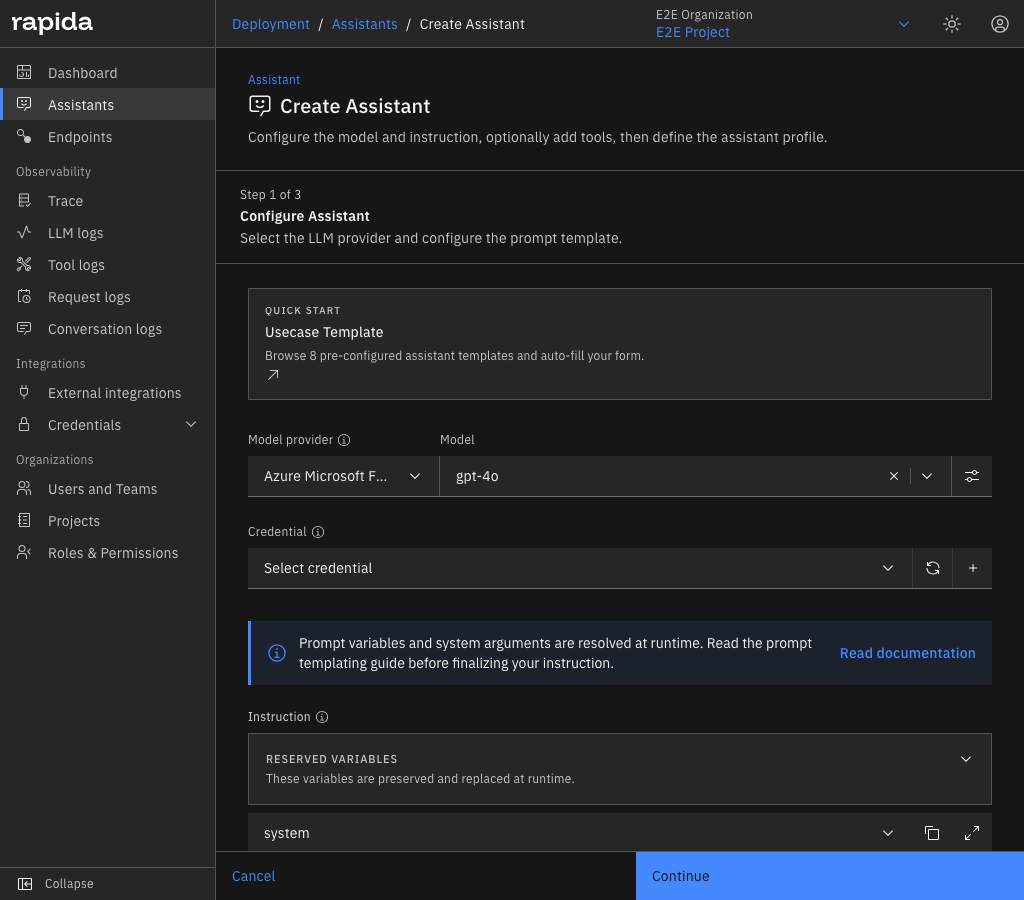 rapida
Deployment / Assistants / Create Assistant
E2E Organization
E2E Project
Dashboard
Assistants
Endpoints
Observability
Trace
LLM logs
Tool logs
Request logs
Conversation logs
Integrations
External integrations
Credentials
Organizations
Users and Teams
Projects
Roles & Permissions
Collapse
Assistant
Create Assistant
Configure the model and instruction, optionally add tools, then define the assistant profile.
Step 1 of 3
Configure Assistant
Select the LLM provider and configure the prompt template.
QUICK START
Usecase Template
Browse 8 pre-configured assistant templates and auto-fill your form.
Model provider Model
Azure Microsoft F... gpt-4o
Credential
Select credential
Prompt variables and system arguments are resolved at runtime. Read the prompt
templating guide before finalizing your instruction.
Read documentation
Instruction
RESERVED VARIABLES
These variables are preserved and replaced at runtime.
system
Cancel
Continue